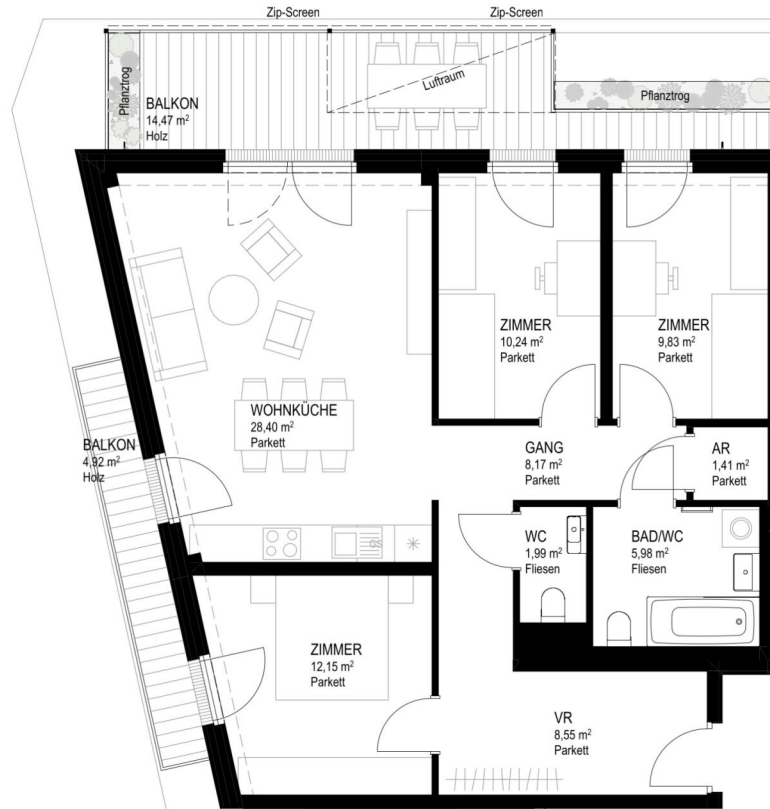 Zip-Screen
Zip-Screen
Pflanztrog
BALKON
14,47 m²
Holz
Luftraum
Pflanztrog
ZIMMER
10,24 m²
Parkett
ZIMMER
9,83 m²
Parkett
WOHNKÜCHE
28,40 m²
Parkett
BALKON
4,92 m²
Holz
GANG
8,17 m²
Parkett
AR
1,41 m²
Parkett
WC
1,99 m²
Fliesen
BAD/WC
5,98 m²
Fliesen
GS
ZIMMER
12,15 m²
Parkett
VR
8,55 m²
Parkett